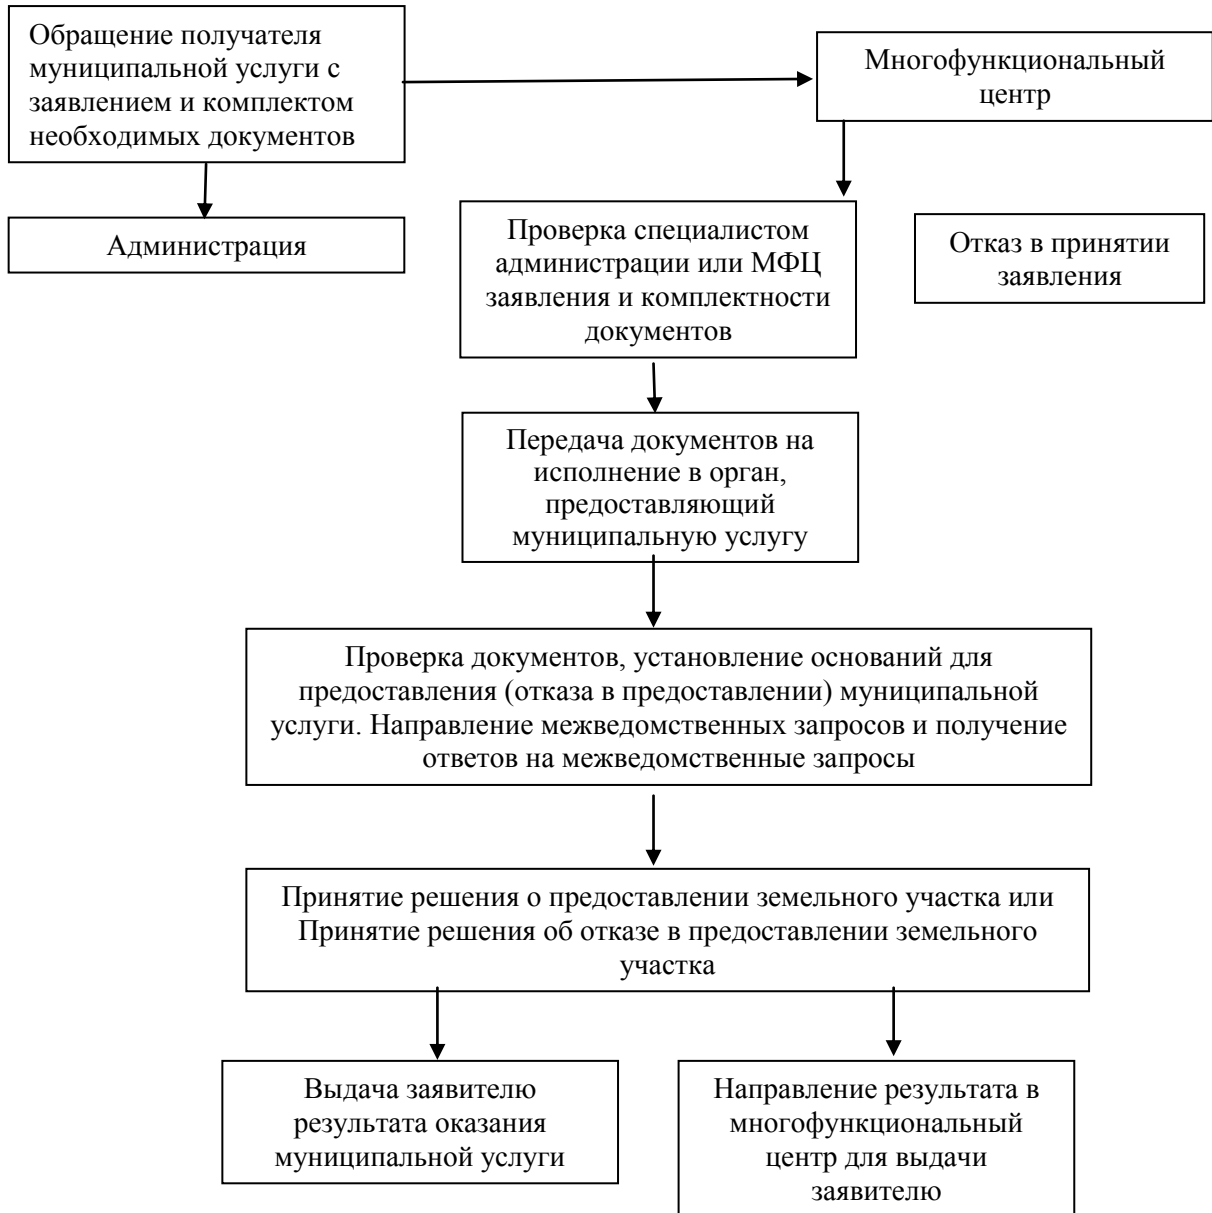 Обращение получателя
муниципальной услуги с
заявлением и комплектом
необходимых документов
Многофункциональный
центр
Администрация
Проверка специалистом
администрации или МФЦ
заявления и комплектности
документов
Отказ в принятии
заявления
Передача документов на
исполнение в орган,
предоставляющий
муниципальную услугу
Проверка документов, установление оснований для
предоставления (отказа в предоставлении) муниципальной
услуги. Направление межведомственных запросов и получение
ответов на межведомственные запросы
Принятие решения о предоставлении земельного участка или
Принятие решения об отказе в предоставлении земельного
участка
Выдача заявителю
результата оказания
муниципальной услуги
Направление результата в
многофункциональный
центр для выдачи
заявителю